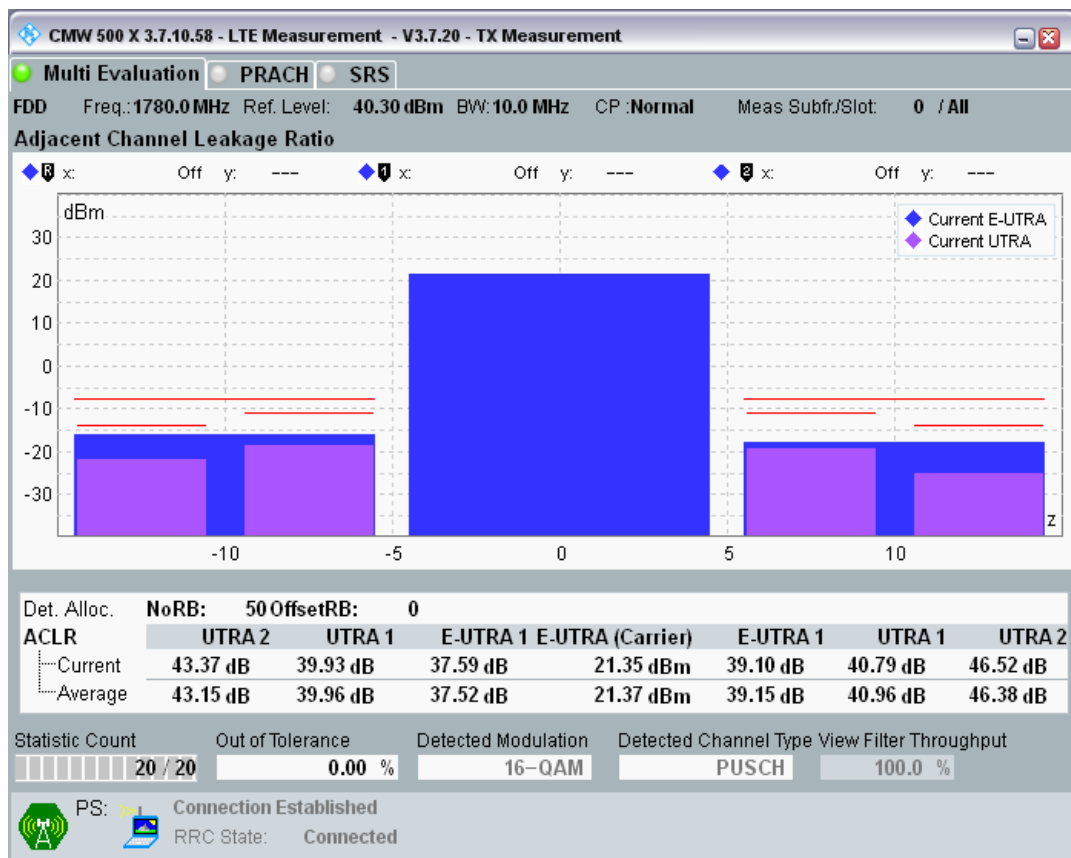 CMW 500 X 3.7.10.58 - LTE Measurement - V3.7.20 - TX Measurement
Multi Evaluation PRACH SRS
FDD Freq.: 1780.0 MHz Ref. Level: 40.30 dBm BW: 10.0 MHz CP :Normal Meas Subfr./Slot: 0 / All
Adjacent Channel Leakage Ratio
R x: Off y: --- 1 x: Off y: --- 2 x: Off y: ---
dBm
Current E-UTRA
Current UTRA
30
20
10
0
-10
-20
-30
z
-10 -5 0 5 10
Det. Alloc. NoRB: 50 OffsetRB: 0
ACLR UTRA 2 UTRA 1 E-UTRA 1 E-UTRA (Carrier) E-UTRA 1 UTRA 1 UTRA 2
Current 43.37 dB 39.93 dB 37.59 dB 21.35 dBm 39.10 dB 40.79 dB 46.52 dB
Average 43.15 dB 39.96 dB 37.52 dB 21.37 dBm 39.15 dB 40.96 dB 46.38 dB
Statistic Count Out of Tolerance Detected Modulation Detected Channel Type View Filter Throughput
20 / 20 0.00 % 16-QAM PUSCH 100.0 %
PS: Connection Established
RRC State: Connected